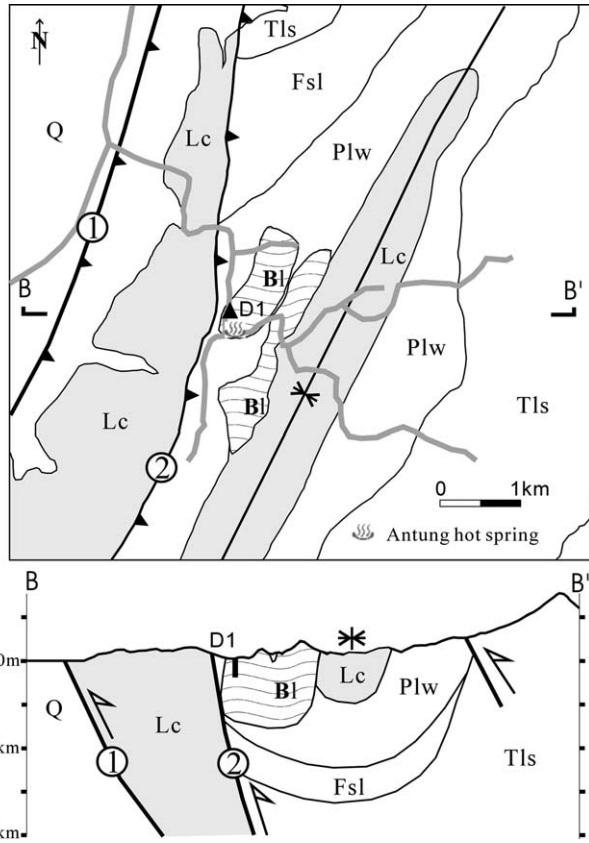 N
Tls
Fsl
Q
Lc
Plw
1
Lc
Bl
B
D1
B'
Plw
Bl
Tls
Lc
2
0 1km
Antung hot spring
B
B'
D1
0m
Bl
Lc
Plw
Q
Lc
km
1
2
Tls
Fsl
km